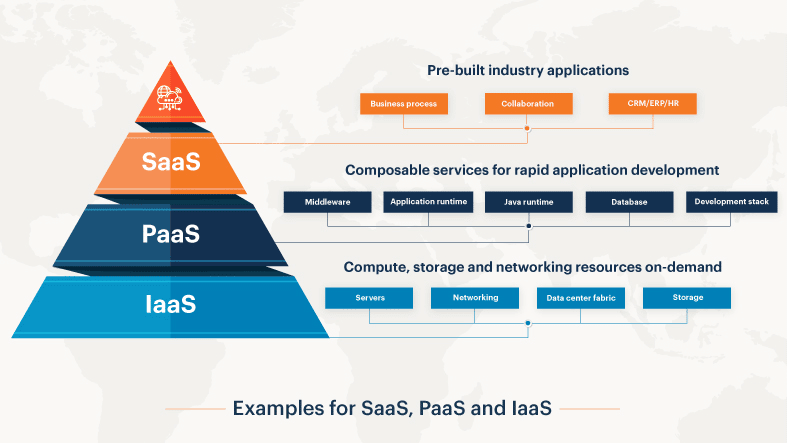 Pre-built industry applications
Business process
Collaboration
CRM/ERP/HR
SaaS
Composable services for rapid application development
Middleware
Application runtime
Java runtime
Database
Development stack
PaaS
Compute, storage and networking resources on-demand
Servers
Networking
Data center fabric
Storage
IaaS
Examples for SaaS, PaaS and IaaS